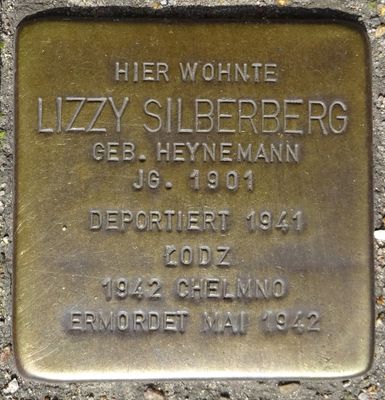 HIER WOHNTE
LIZZY SILBERBERG
GEB. HEYNEMANN
JG. 1901
DEPORTIERT 1941
ŁODZ
1942 CHELMNO
ERMORDET MAI 1942